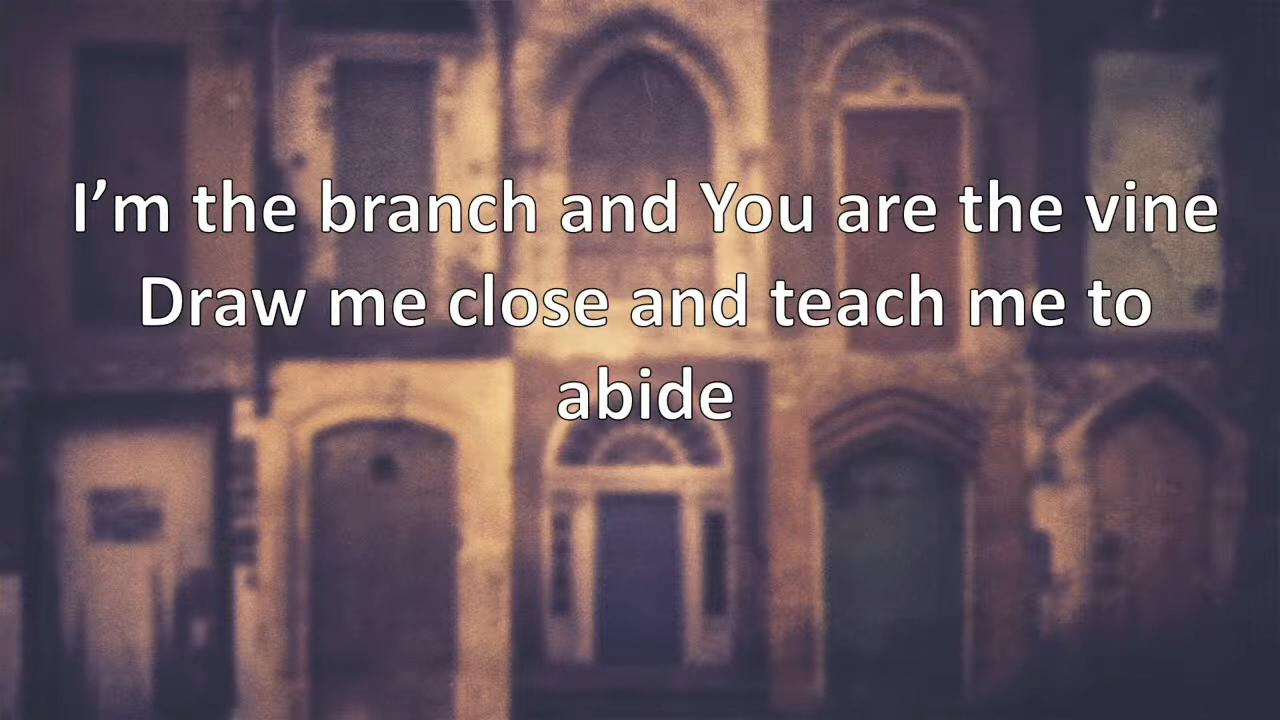 I’m the branch and You are the vine
Draw me close and teach me to
abide